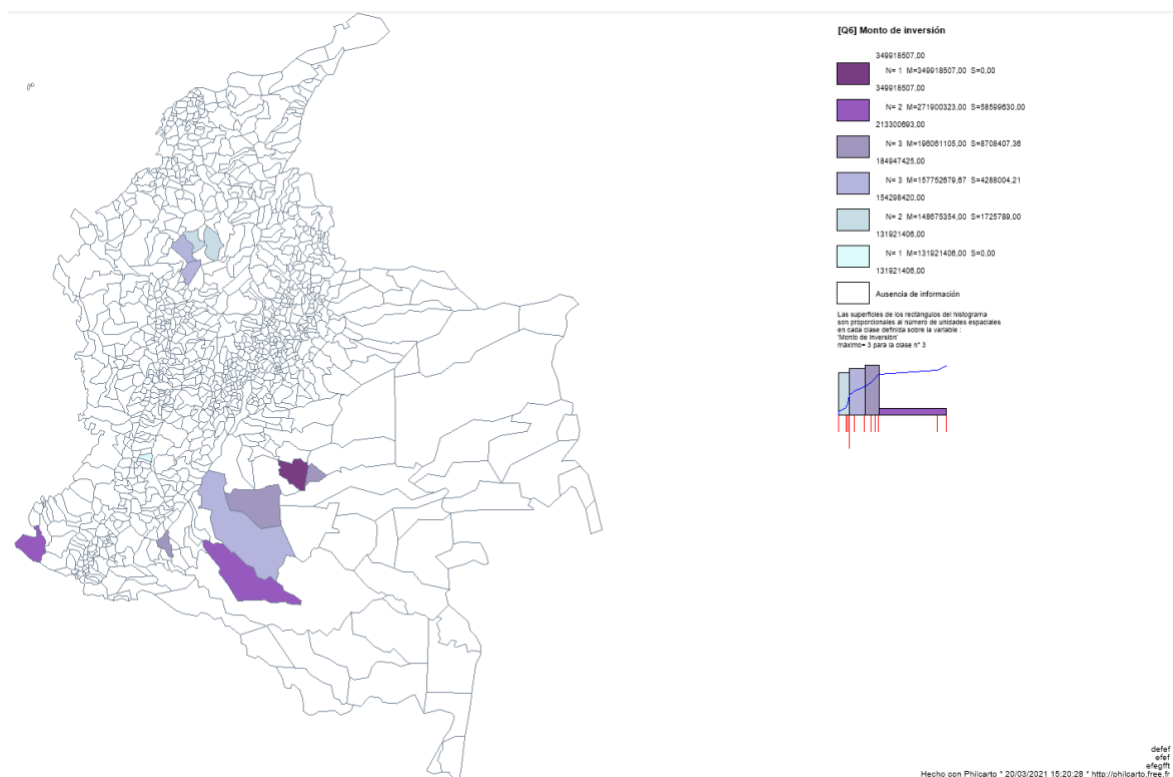 [Q6] Monto de inversión
349918507,00
N= 1 M=349918507,00 S=0,00
349918507,00
N= 2 M=271900323,00 S=58599630,00
213300693,00
N= 3 M=196061105,00 S=8708407,36
184947425,00
N= 3 M=157752679,67 S=4288004,21
154298420,00
N= 2 M=148675354,00 S=1725789,00
131921406,00
N= 1 M=131921406,00 S=0,00
131921406,00
Ausencia de información
Las superficies de los rectángulos del histograma
son proporcionales al número de unidades espaciales
en cada clase definida sobre la variable :
'Monto de inversión'
máximo= 3 para la clase n° 3
defef
efef
efegfft
Hecho con Philcarto * 20/03/2021 15:20:28 * http://philcarto.free.fr